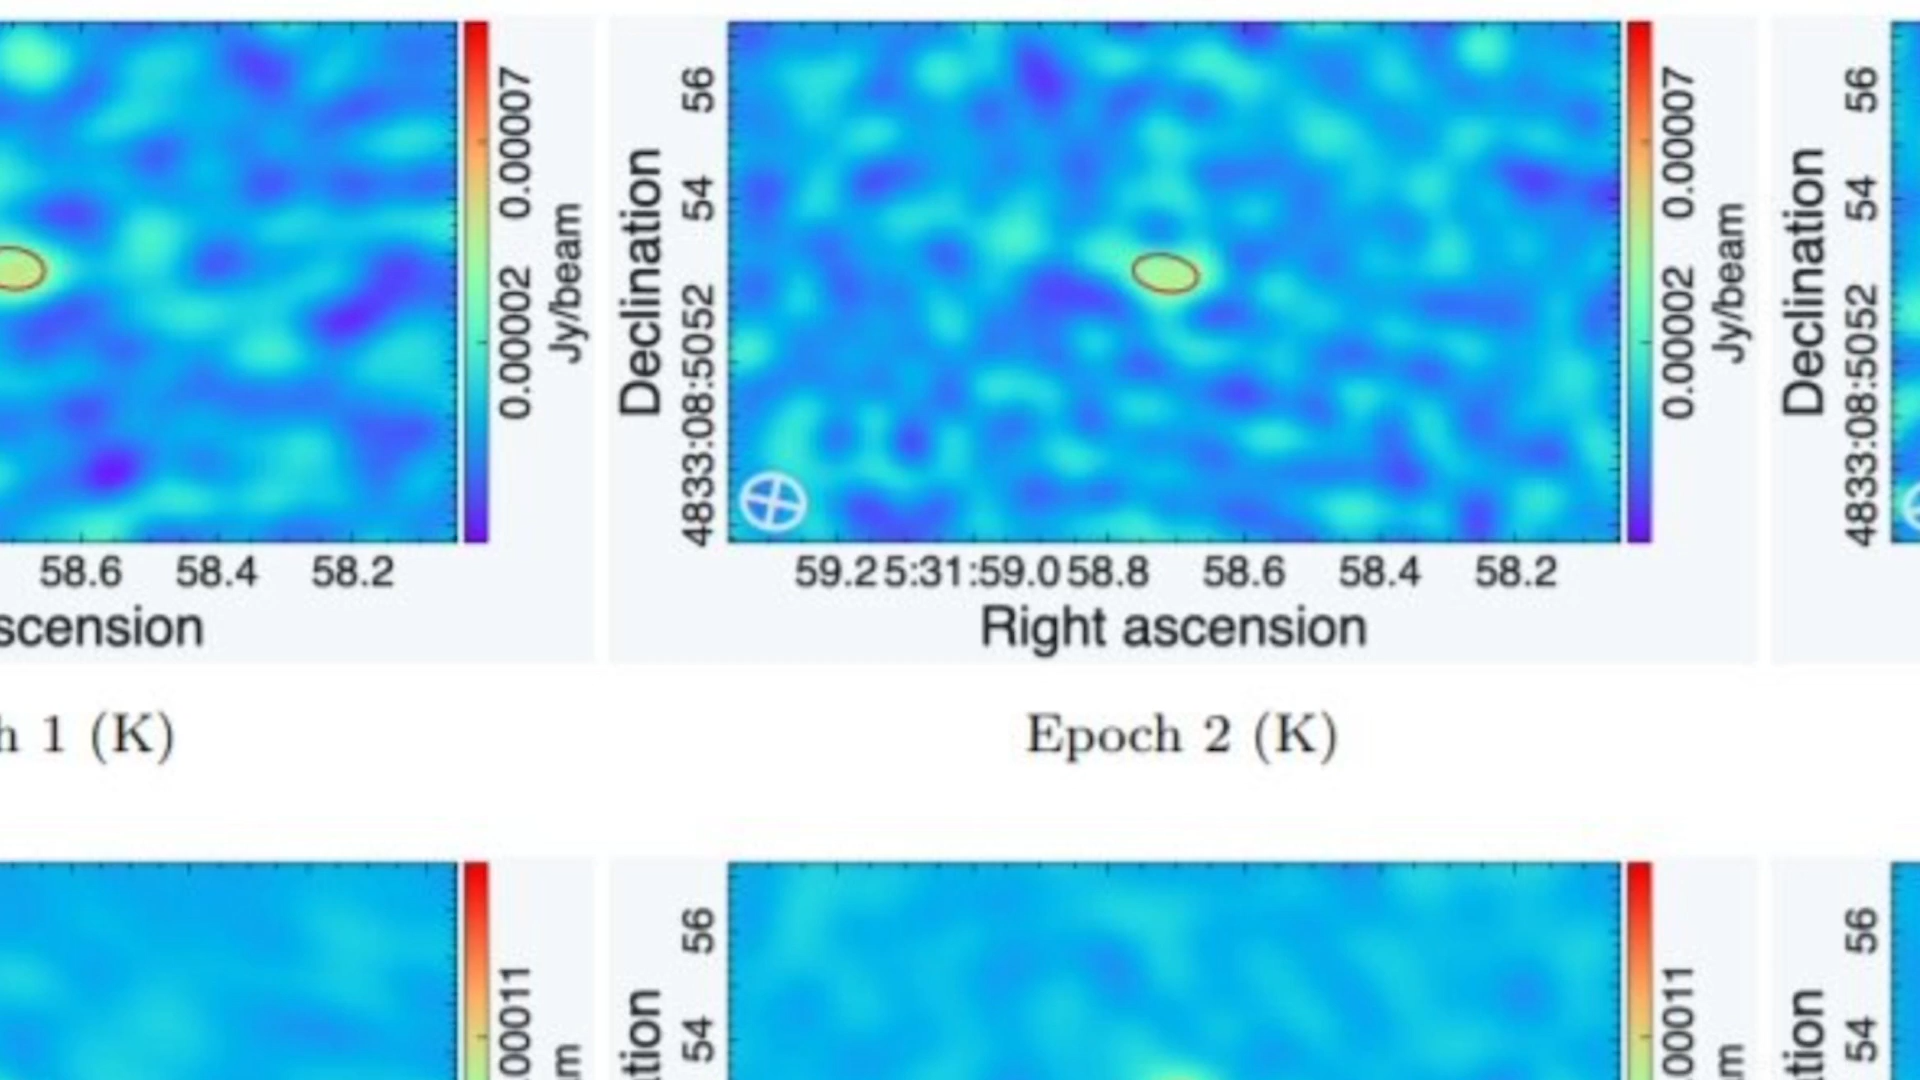 0.00007
0.00002
Jy/beam
58.6 58.4 58.2
scension
h 1 (K)
Declination
56
54
4833:08:5052
59.2 5:31:59.0 58.8 58.6 58.4 58.2
Right ascension
0.00007
0.00002
Jy/beam
Epoch 2 (K)
Declination
56
54
4833:08:5052
.00011
m
ation
56
54
.00011
m
ation
56
54